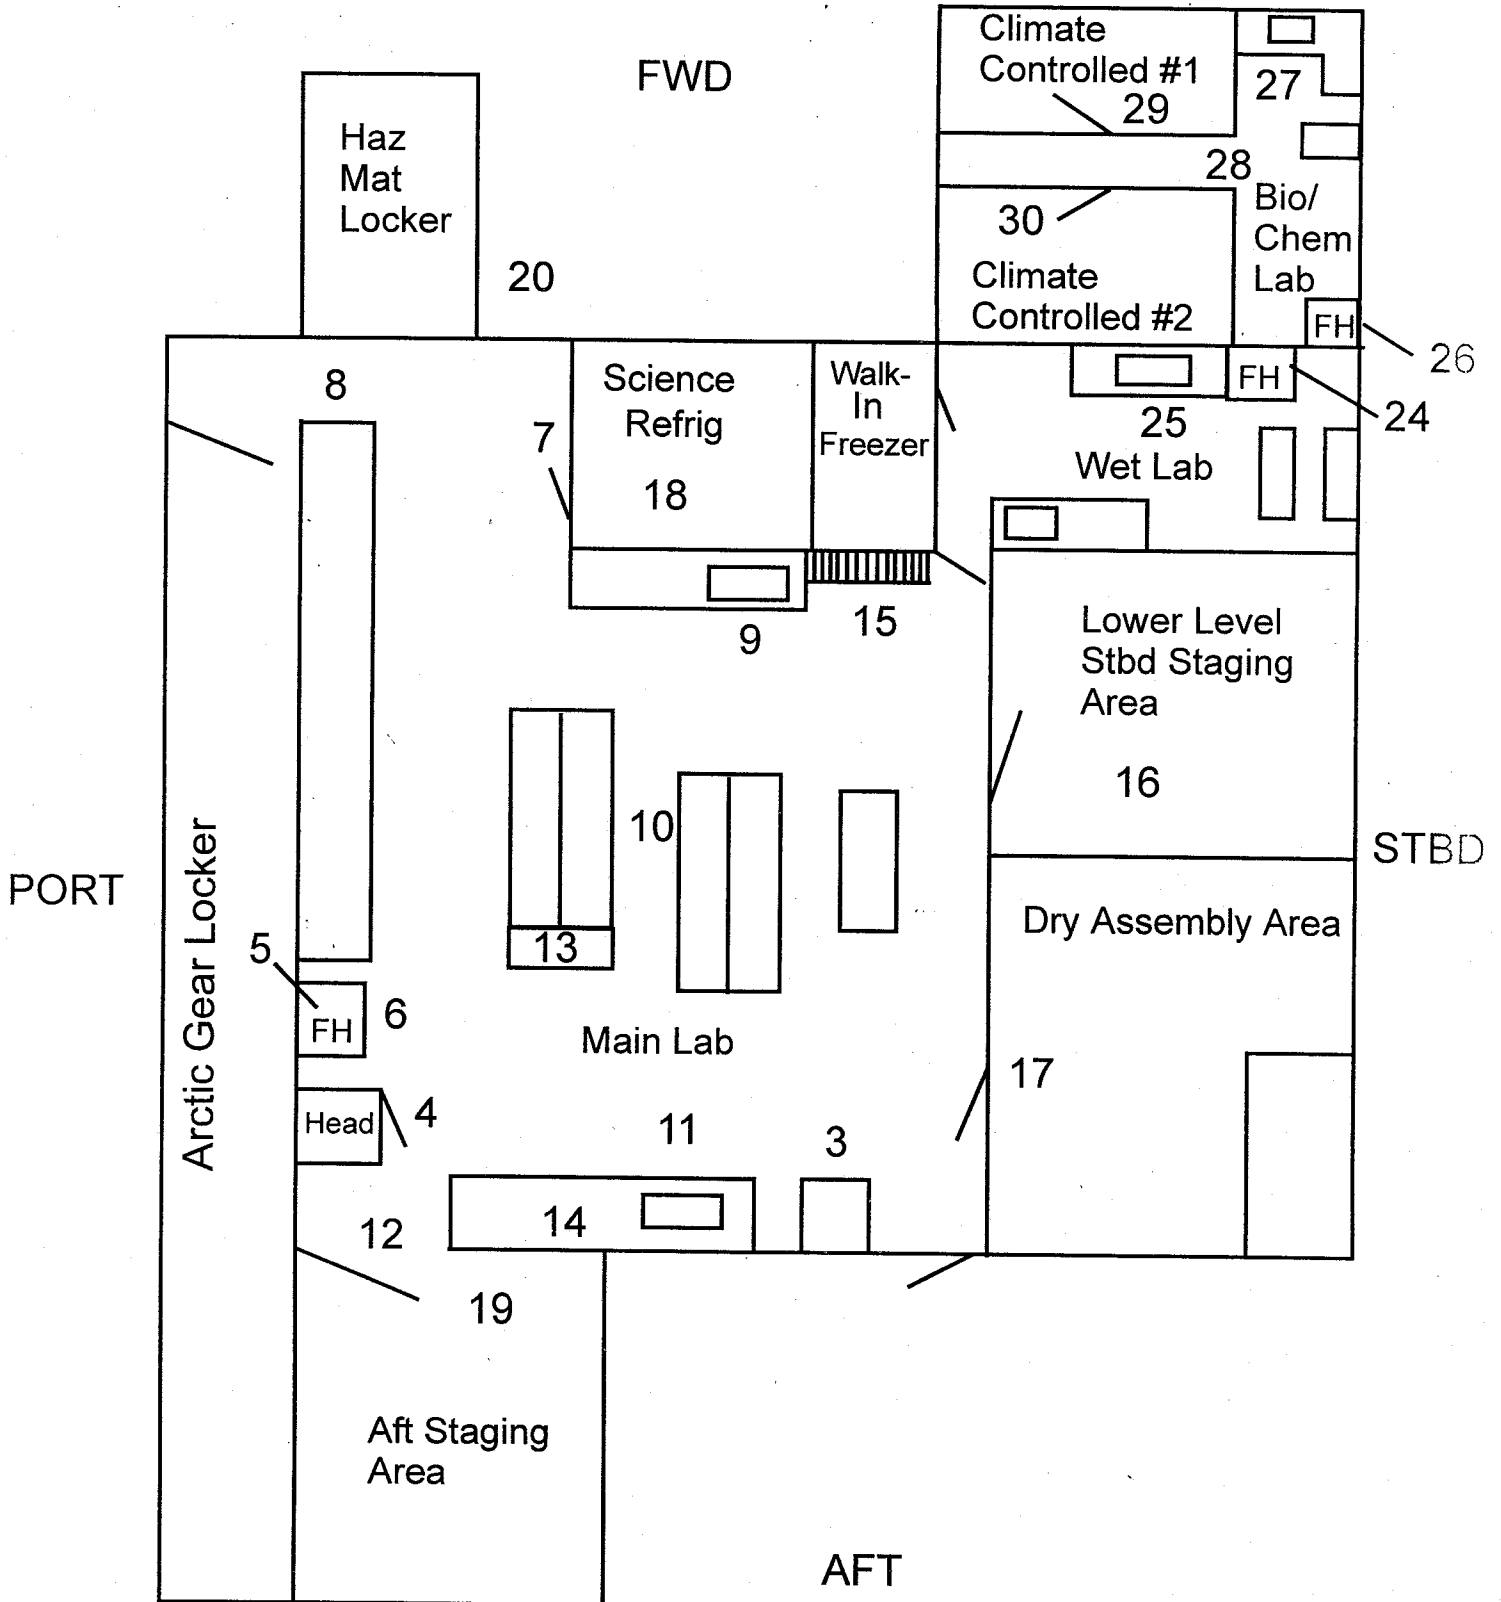 Climate
Controlled #1
29
27
FWD
Haz
Mat
Locker
20
28
Bio/
Chem
Lab
30
Climate
Controlled #2
FH
26
8
Science
Refrig
18
7
Walk-
In
Freezer
FH
24
25
Wet Lab
9
15
Lower Level
Stbd Staging
Area
16
10
13
STBD
PORT
Arctic Gear Locker
Dry Assembly Area
5
FH
6
Main Lab
17
Head
4
11
3
12
14
19
Aft Staging
Area
AFT